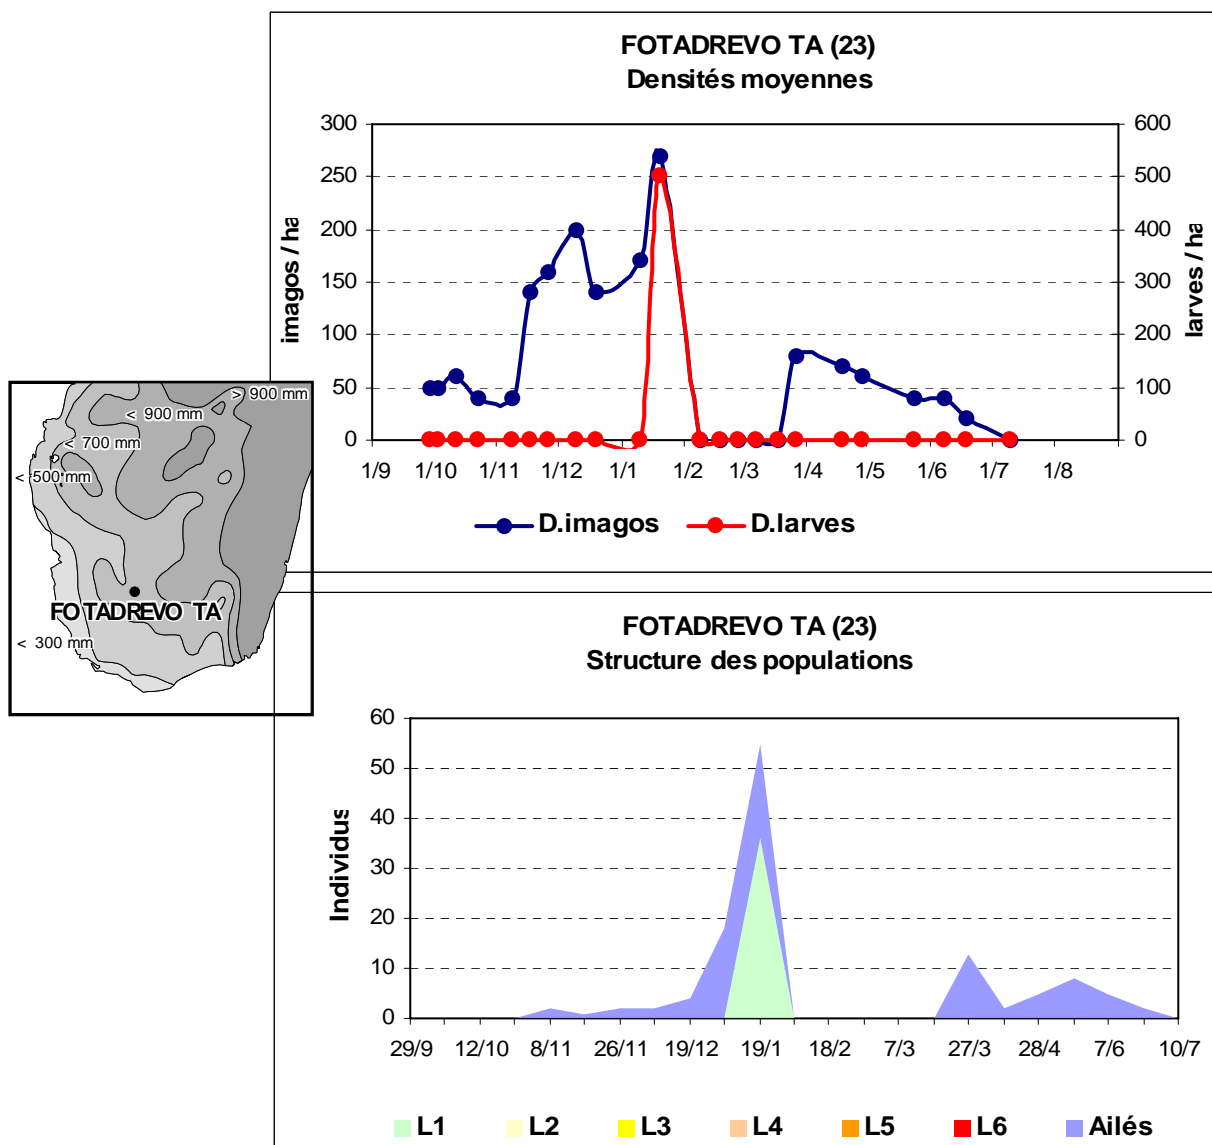 FOTADREVO TA (23)
Densités moyennes
300 600
250 500
200 400
150 300
100 200
50 100
0 0
imagos / ha
larves / ha
1/9 1/10 1/11 1/12 1/1 1/2 1/3 1/4 1/5 1/6 1/7 1/8
D.imagos D.larves
> 900 mm
< 900 mm
< 700 mm
< 500 mm
FOTADREVO TA
< 300 mm
FOTADREVO TA (23)
Structure des populations
60
50
40
30
20
10
0
Individus
29/9 12/10 8/11 26/11 19/12 19/1 18/2 7/3 27/3 28/4 7/6 10/7
L1 L2 L3 L4 L5 L6 Ailés